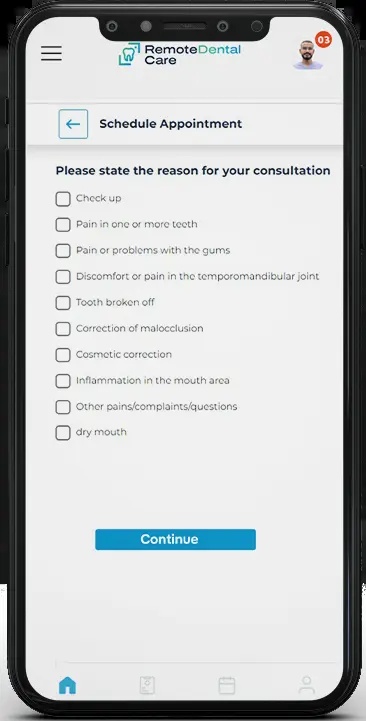 RemoteDental
Care
03
Schedule Appointment
Please state the reason for your consultation
Check up
Pain in one or more teeth
Pain or problems with the gums
Discomfort or pain in the temporomandibular joint
Tooth broken off
Correction of malocclusion
Cosmetic correction
Inflammation in the mouth area
Other pains/complaints/questions
dry mouth
Continue